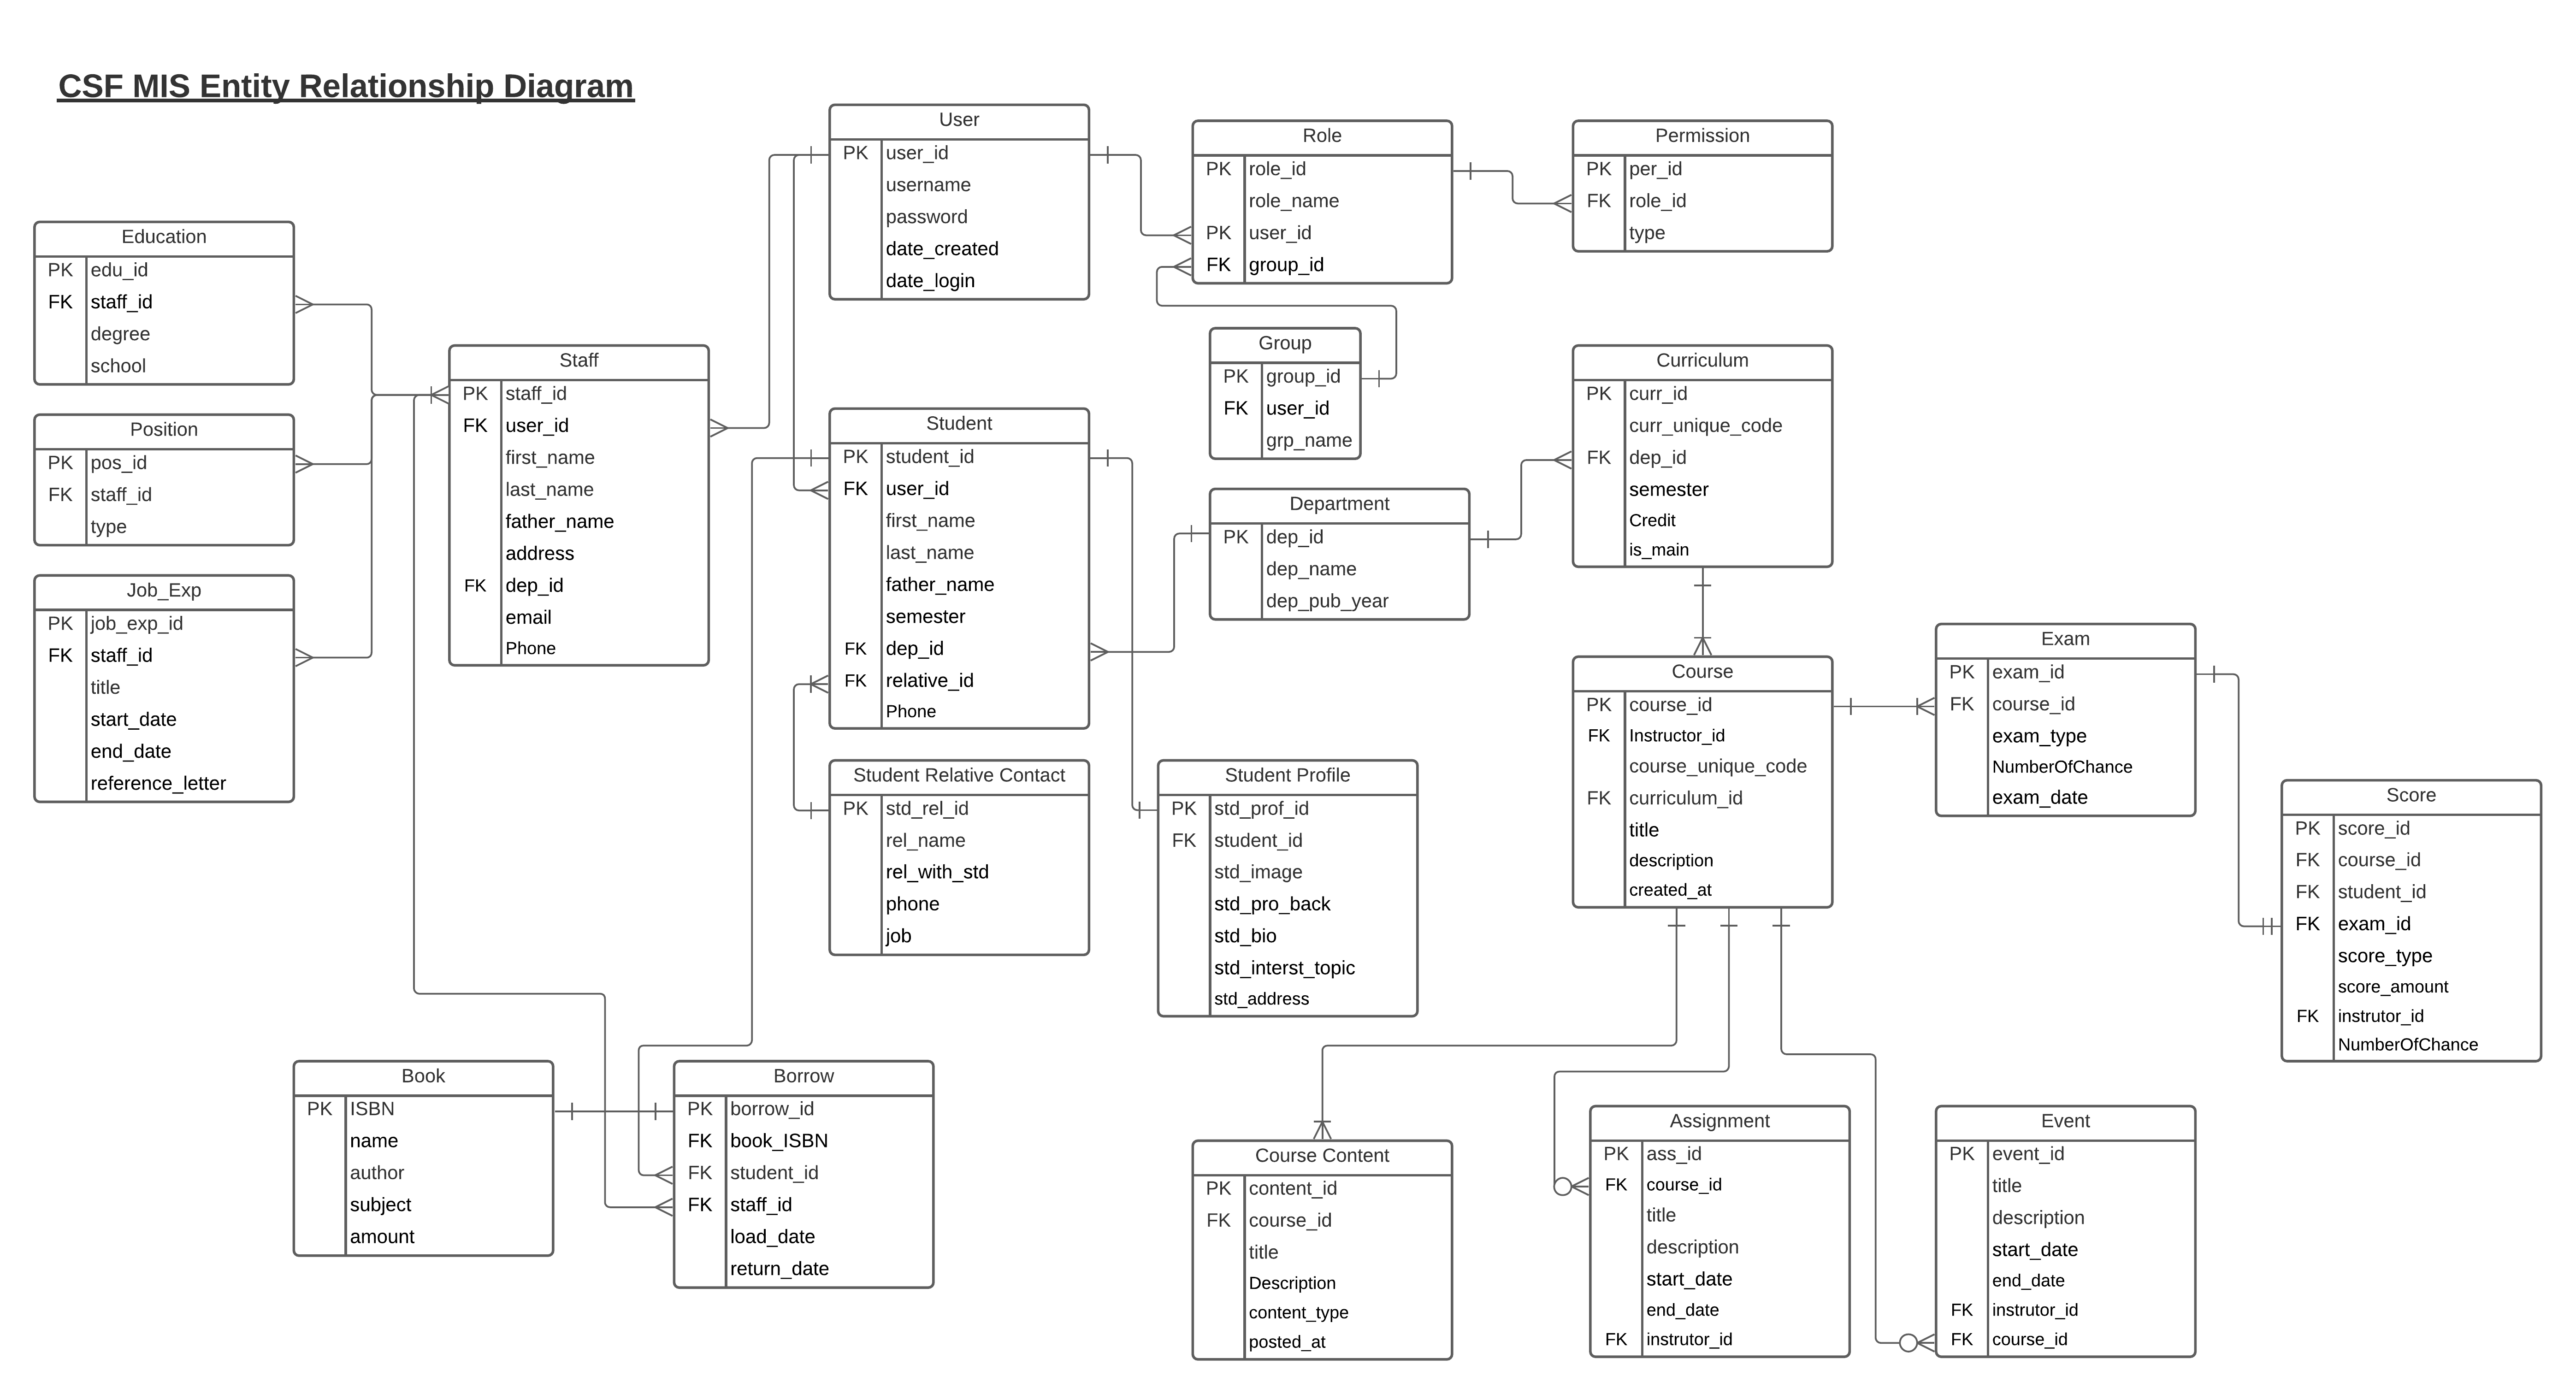 CSF MIS Entity Relationship Diagram
User
PK user_id
username
password
date_created
date_login
Role
PK role_id
role_name
PK user_id
FK group_id
Permission
PK per_id
FK role_id
type
Education
PK edu_id
FK staff_id
degree
school
Position
PK pos_id
FK staff_id
type
Job_Exp
PK job_exp_id
FK staff_id
title
start_date
end_date
reference_letter
Staff
PK staff_id
FK user_id
first_name
last_name
father_name
address
FK dep_id
email
Phone
Student
PK student_id
FK user_id
first_name
last_name
father_name
semester
FK dep_id
FK relative_id
Phone
Group
PK group_id
FK user_id
grp_name
Department
PK dep_id
dep_name
dep_pub_year
Curriculum
PK curr_id
curr_unique_code
FK dep_id
semester
Credit
is_main
Student Relative Contact
PK std_rel_id
rel_name
rel_with_std
phone
job
Student Profile
PK std_prof_id
FK student_id
std_image
std_pro_back
std_bio
std_interst_topic
std_address
Course
PK course_id
FK Instructor_id
course_unique_code
FK curriculum_id
title
description
created_at
Exam
PK exam_id
FK course_id
exam_type
NumberOfChance
exam_date
Score
PK score_id
FK course_id
FK student_id
FK exam_id
score_type
score_amount
FK instrutor_id
NumberOfChance
Book
PK ISBN
name
author
subject
amount
Borrow
PK borrow_id
FK book_ISBN
FK student_id
FK staff_id
load_date
return_date
Course Content
PK content_id
FK course_id
title
Description
content_type
posted_at
Assignment
PK ass_id
FK course_id
title
description
start_date
end_date
FK instrutor_id
Event
PK event_id
title
description
start_date
end_date
FK instrutor_id
FK course_id